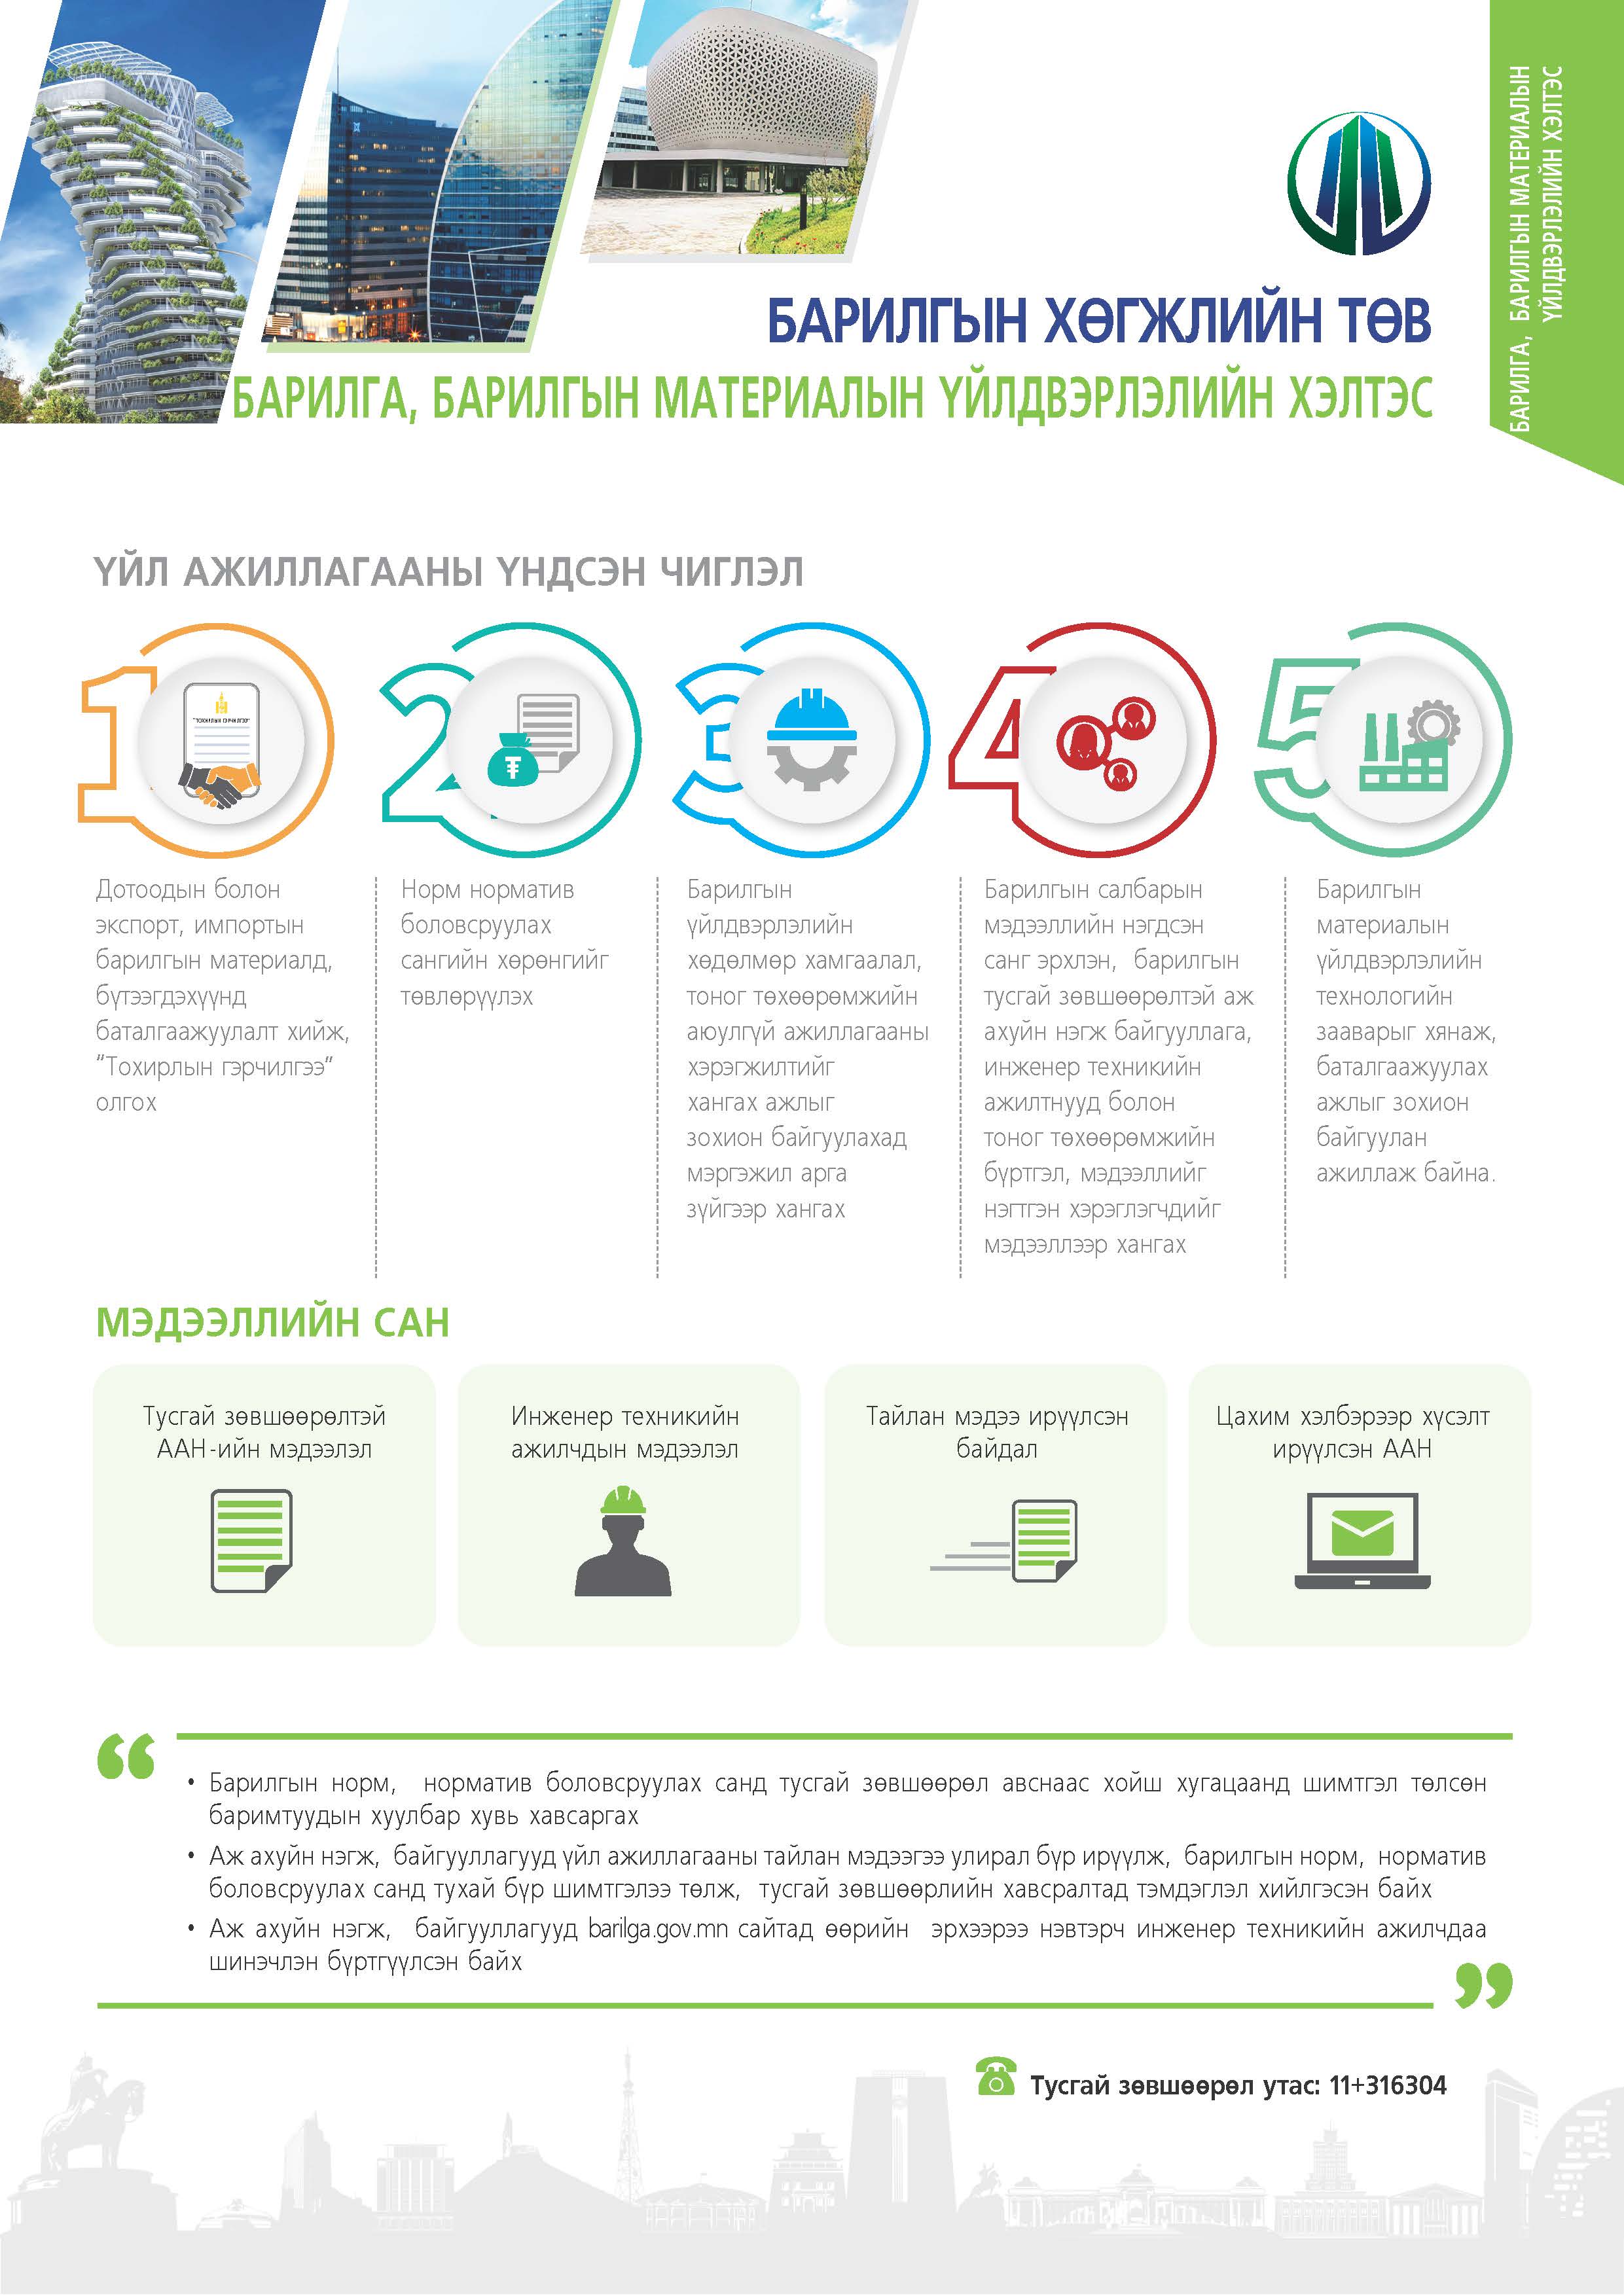 БАРИЛГА, БАРИЛГЫН МАТЕРИАЛЫН
ҮЙЛДВЭРЛЭЛИЙН ХЭЛТЭС
БАРИЛГЫН ХӨГЖЛИЙН ТӨВ
БАРИЛГА, БАРИЛГЫН МАТЕРИАЛЫН ҮЙЛДВЭРЛЭЛИЙН ХЭЛТЭС
ҮЙЛ АЖИЛЛАГААНЫ ҮНДСЭН ЧИГЛЭЛ
1
"ТОХИРЛЫН ГЭРЧИЛГЭЭ"
Дотоодын болон
экспорт, импортын
барилгын материалд,
бүтээгдэхүүнд
баталгаажуулалт хийж,
"Тохирлын гэрчилгээ"
олгох
2
₮
Норм норматив
боловсруулах
сангийн хөрөнгийг
төвлөрүүлэх
3
Барилгын
үйлдвэрлэлийн
хөдөлмөр хамгаалал,
тоног төхөөрөмжийн
аюулгүй ажиллагааны
хэрэгжилтийг
хангах ажлыг
зохион байгуулахад
мэргэжил арга
зүйгээр хангах
4
Барилгын салбарын
мэдээллийн нэгдсэн
санг эрхлэн, барилгын
тусгай зөвшөөрөлтэй аж
ахуйн нэгж байгууллага,
инженер техникийн
ажилтнууд болон
тоног төхөөрөмжийн
бүртгэл, мэдээллийг
нэгтгэн хэрэглэгчдийг
мэдээллээр хангах
5
Барилгын
материалын
үйлдвэрлэлийн
технологийн
зааварыг хянаж,
баталгаажуулах
ажлыг зохион
байгуулан
ажиллаж байна.
МЭДЭЭЛЛИЙН САН
Тусгай зөвшөөрөлтэй
ААН-ийн мэдээлэл
Инженер техникийн
ажилчдын мэдээлэл
Тайлан мэдээ ирүүлсэн
байдал
Цахим хэлбэрээр хүсэлт
ирүүлсэн ААН
“
• Барилгын норм, норматив боловсруулах санд тусгай зөвшөөрөл авснаас хойш хугацаанд шимтгэл төлсөн
баримтуудын хуулбар хувь хавсаргах
• Аж ахуйн нэгж, байгууллагууд үйл ажиллагааны тайлан мэдээгээ улирал бүр ирүүлж, барилгын норм, норматив
боловсруулах санд тухай бүр шимтгэлээ төлж, тусгай зөвшөөрлийн хавсралтад тэмдэглэл хийлгэсэн байх
• Аж ахуйн нэгж, байгууллагууд barilga.gov.mn сайтад өөрийн эрхээрээ нэвтэрч инженер техникийн ажилчдаа
шинэчлэн бүртгүүлсэн байх
”
Тусгай зөвшөөрөл утас: 11+316304